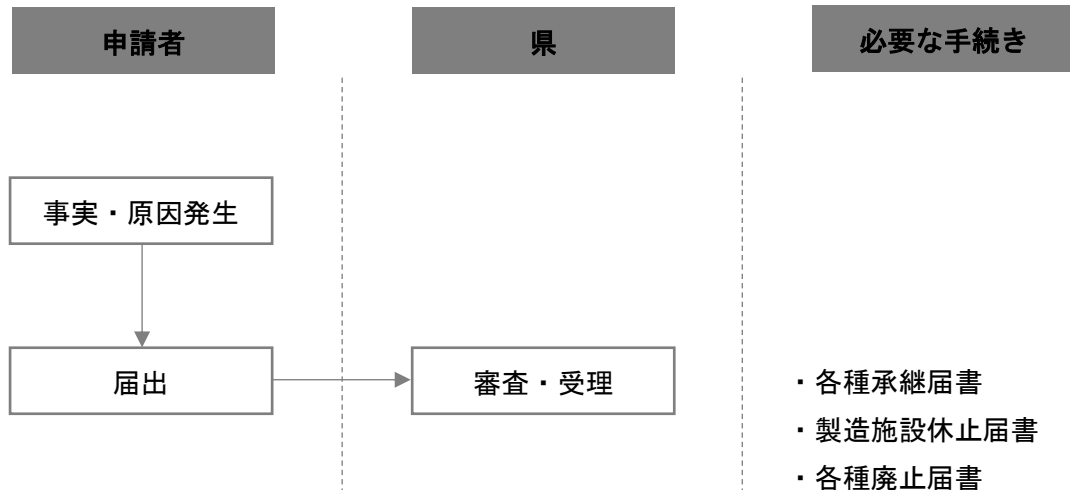 申請者
県
必要な手続き
事実・原因発生
届出
審査・受理
・各種承継届書
・製造施設休止届書
・各種廃止届書